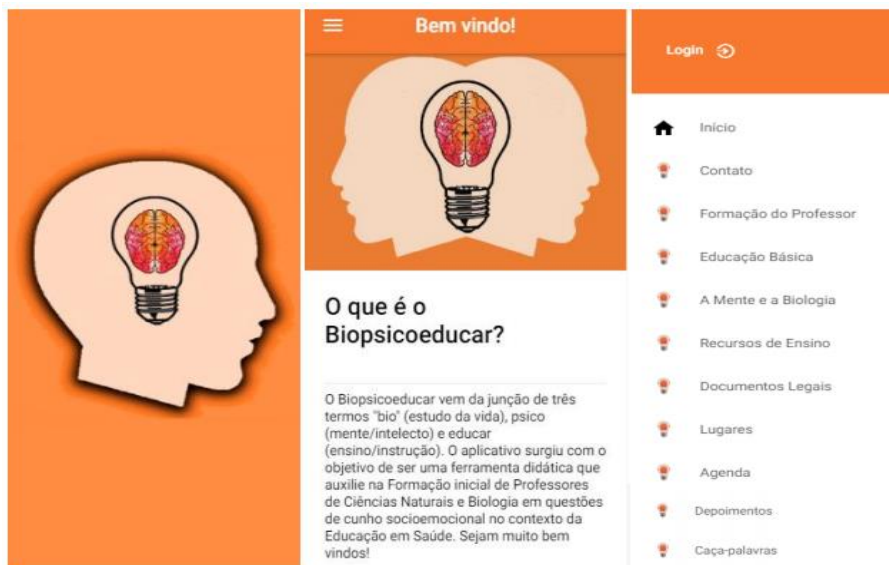 Bem vindo!
O que é o
Biopsicoeducar?
O Biopsicoeducar vem da junção de três
termos "bio" (estudo da vida), psico
(mente/intelecto) e educar
(ensino/instrução). O aplicativo surgiu com o
objetivo de ser uma ferramenta didática que
auxilie na Formação inicial de Professores
de Ciências Naturais e Biologia em questões
de cunho socioemocional no contexto da
Educação em Saúde. Sejam muito bem
vindos!
Login
Início
Contato
Formação do Professor
Educação Básica
A Mente e a Biologia
Recursos de Ensino
Documentos Legais
Lugares
Agenda
Depoimentos
Caça-palavras